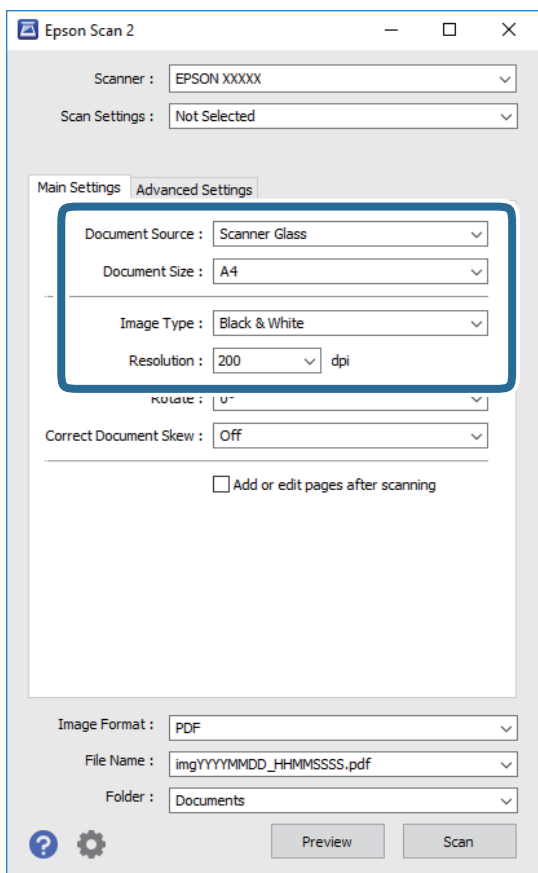 Epson Scan 2
Scanner : EPSON XXXXX
Scan Settings : Not Selected
Main Settings Advanced Settings
Document Source : Scanner Glass
Document Size : A4
Image Type : Black & White
Resolution : 200 dpi
Rotate : 0°
Correct Document Skew : Off
Add or edit pages after scanning
Image Format : PDF
File Name : imgYYYYMMDD_HHMMSSSS.pdf
Folder : Documents
Preview Scan